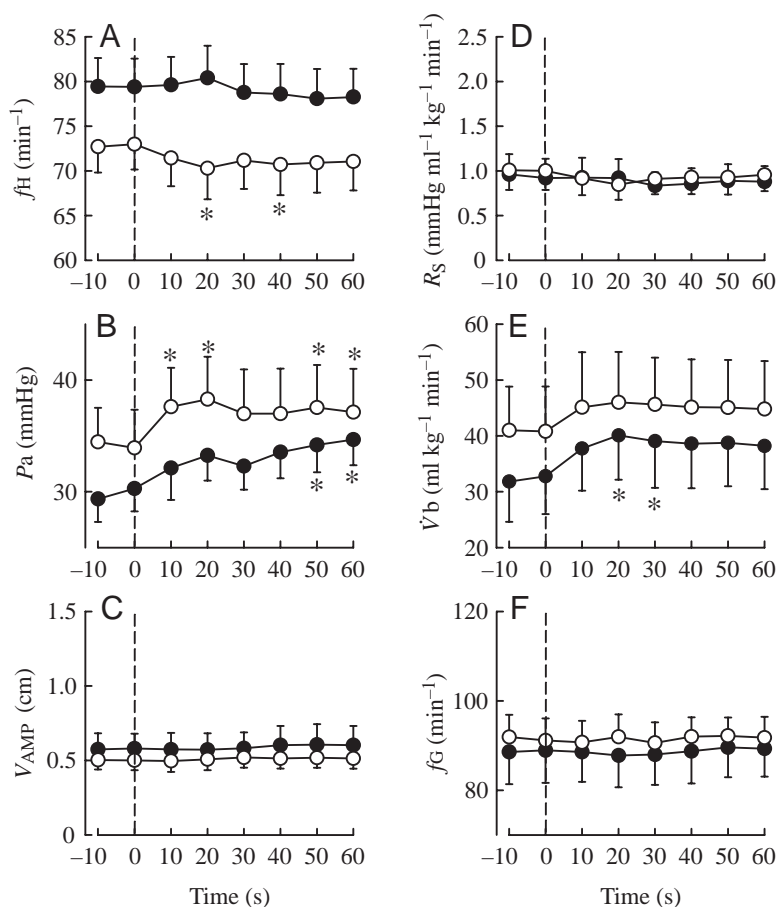 A
fH (min⁻¹)
85
80
75
70
65
60
* *
–10 0 10 20 30 40 50 60
B
Pa (mmHg)
40
30
* * * *
* *
–10 0 10 20 30 40 50 60
C
VAMP (cm)
1.5
1.0
0.5
0
–10 0 10 20 30 40 50 60
Time (s)
D
RS (mmHg ml⁻¹ kg⁻¹ min⁻¹)
2.5
2.0
1.5
1.0
0.5
0
–10 0 10 20 30 40 50 60
E
V̇b (ml kg⁻¹ min⁻¹)
60
50
40
30
20
* *
–10 0 10 20 30 40 50 60
F
fG (min⁻¹)
120
100
80
–10 0 10 20 30 40 50 60
Time (s)